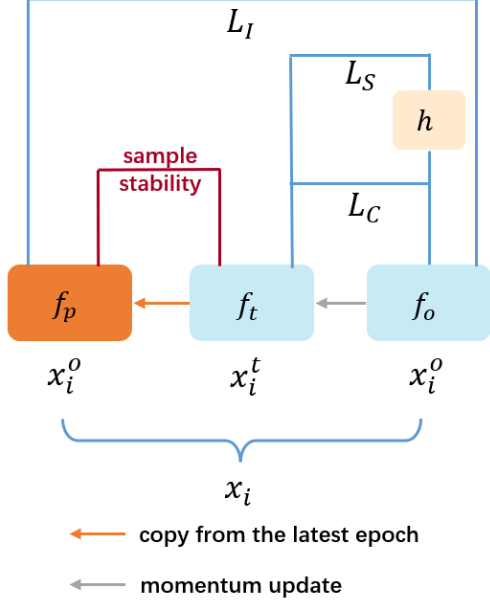 L_I
L_S
h
sample
stability
L_C
f_p
f_t
f_o
x_i^o
x_i^t
x_i^o
x_i
copy from the latest epoch
momentum update